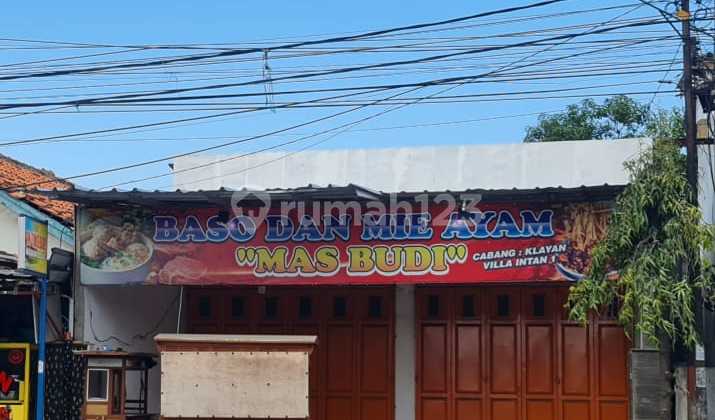 BASO DAN MIE AYAM
"MAS BUDI"
CABANG : KLAYAN
VILLA INTAN 1
rumah123